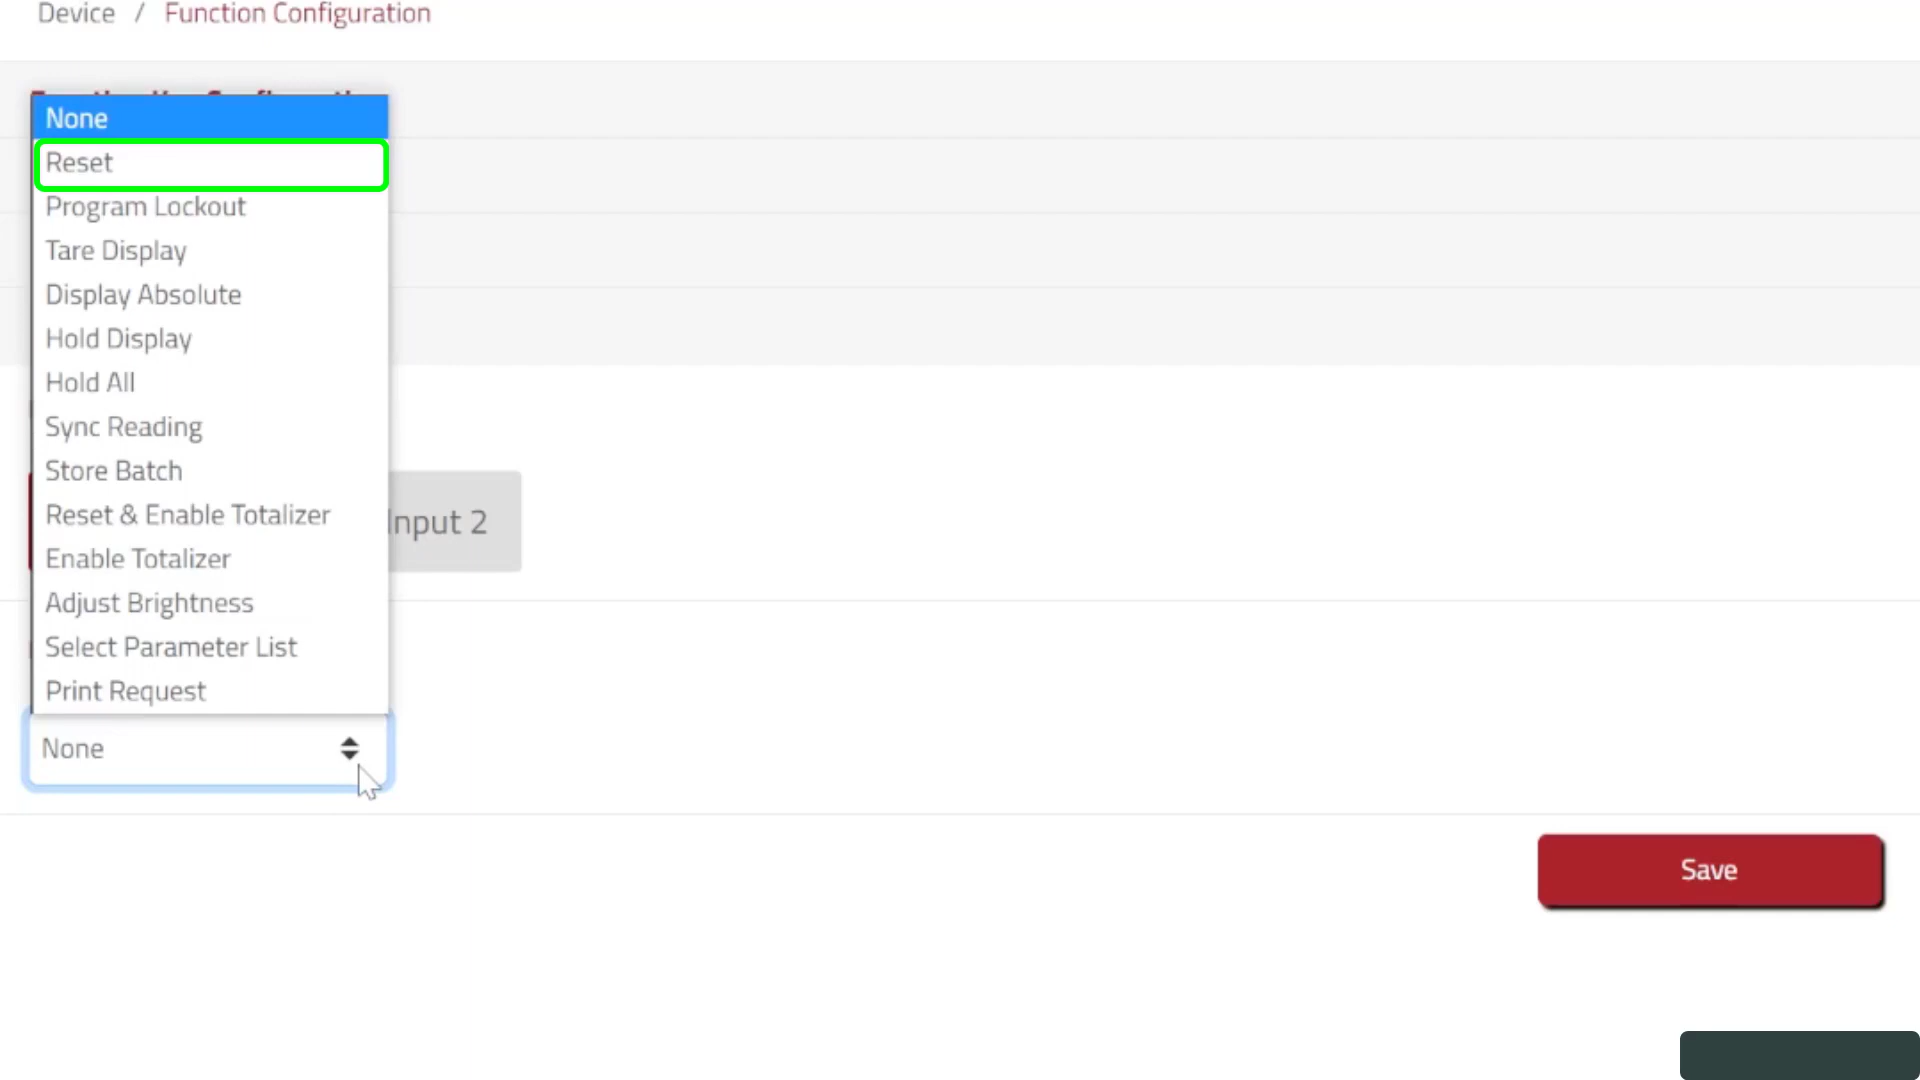 Device / Function Configuration
None
Reset
Program Lockout
Tare Display
Display Absolute
Hold Display
Hold All
Sync Reading
Store Batch
Reset & Enable Totalizer
Input 2
Enable Totalizer
Adjust Brightness
Select Parameter List
Print Request
None
Save